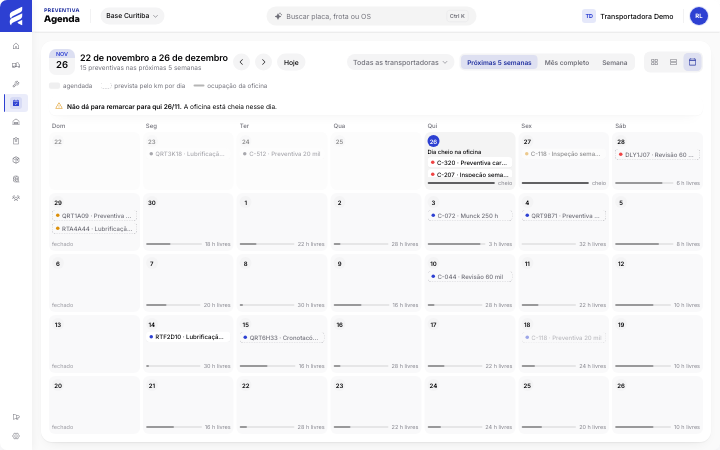 PREVENTIVA
Agenda
Base Curitiba
Buscar placa, frota ou OS
Ctrl K
TD
Transportadora Demo
RL
NOV
26
22 de novembro a 26 de dezembro
15 preventivas nas próximas 5 semanas
Hoje
Todas as transportadoras
Próximas 5 semanas
Mês completo
Semana
agendada
prevista pelo km por dia
ocupação da oficina
Não dá para remarcar para qui 26/11. A oficina está cheia nesse dia.
Dom
Seg
Ter
Qua
Qui
Sex
Sáb
22
23
QRT3K18 · Lubrificaçã...
24
C-512 · Preventiva 20 mil
25
26
Dia cheio na oficina
C-320 · Preventiva car...
C-207 · Inspeção sema...
cheio
27
C-118 · Inspeção sema...
cheio
28
DLY1J07 · Revisão 60 ...
6 h livres
29
QRT1A09 · Preventiva ...
RTA4A44 · Lubrificaçã...
fechado
30
18 h livres
1
22 h livres
2
26 h livres
3
C-072 · Munck 250 h
3 h livres
4
QRT9B71 · Preventiva ...
32 h livres
5
8 h livres
6
fechado
7
20 h livres
8
30 h livres
9
16 h livres
10
C-044 · Revisão 60 mil
28 h livres
11
22 h livres
12
10 h livres
13
fechado
14
RTF2D10 · Lubrificaçã...
30 h livres
15
QRT6H33 · Cronotacó...
16 h livres
16
28 h livres
17
22 h livres
18
C-118 · Preventiva 20 mil
24 h livres
19
10 h livres
20
fechado
21
16 h livres
22
28 h livres
23
22 h livres
24
24 h livres
25
20 h livres
26
10 h livres